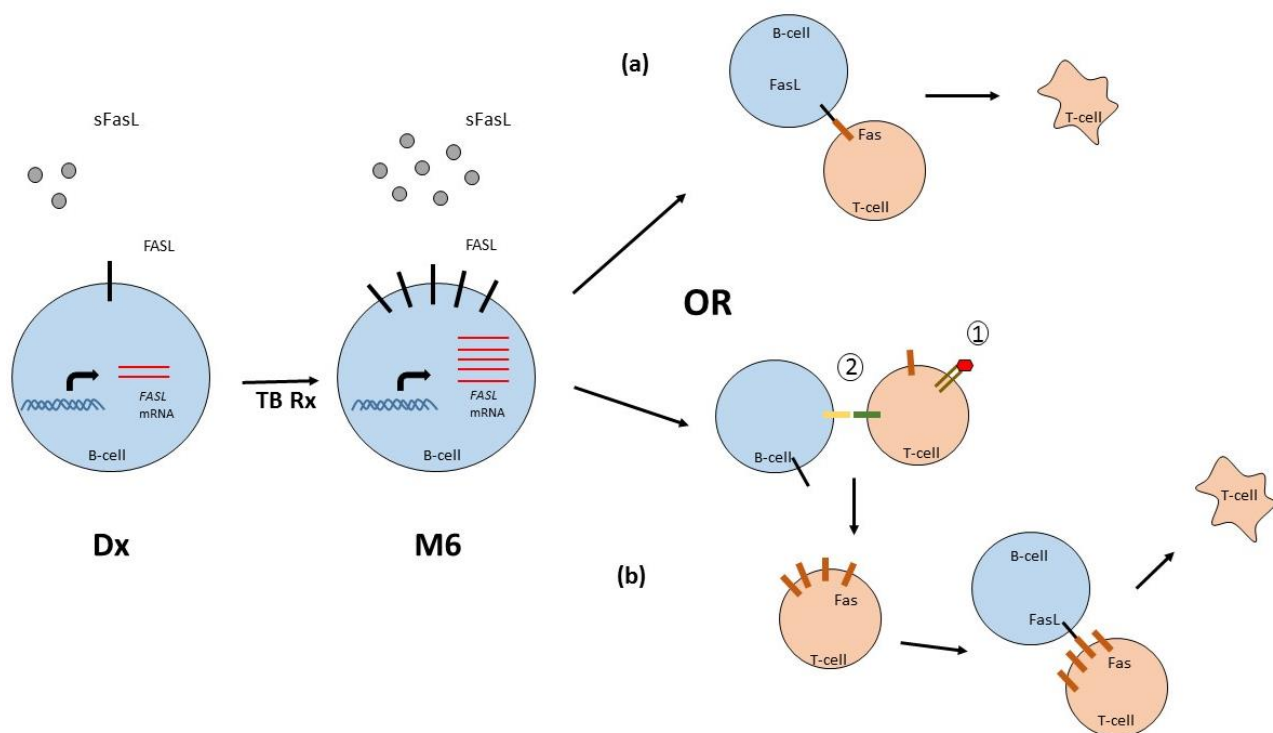 sFasL
FASL
FASL
mRNA
B-cell
Dx
TB Rx
sFasL
FASL
FASL
mRNA
B-cell
M6
(a)
B-cell
FasL
Fas
T-cell
T-cell
OR
1
2
B-cell
T-cell
(b)
Fas
T-cell
B-cell
FasL
Fas
T-cell
T-cell